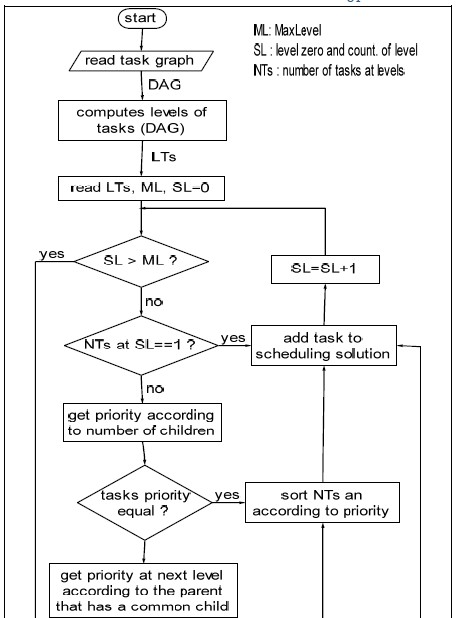 start
ML: MaxLevel
SL : level zero and count. of level
NTs : number of tasks at levels
read task graph
DAG
computes levels of
tasks (DAG)
LTs
read LTs, ML, SL=0
yes
SL > ML ?
SL=SL+1
no
NTs at SL==1 ?
yes
add task to
scheduling solution
no
get priority according
to number of children
tasks priority
equal ?
yes
sort NTs an
according to priority
get priority at next level
according to the parent
that has a common child